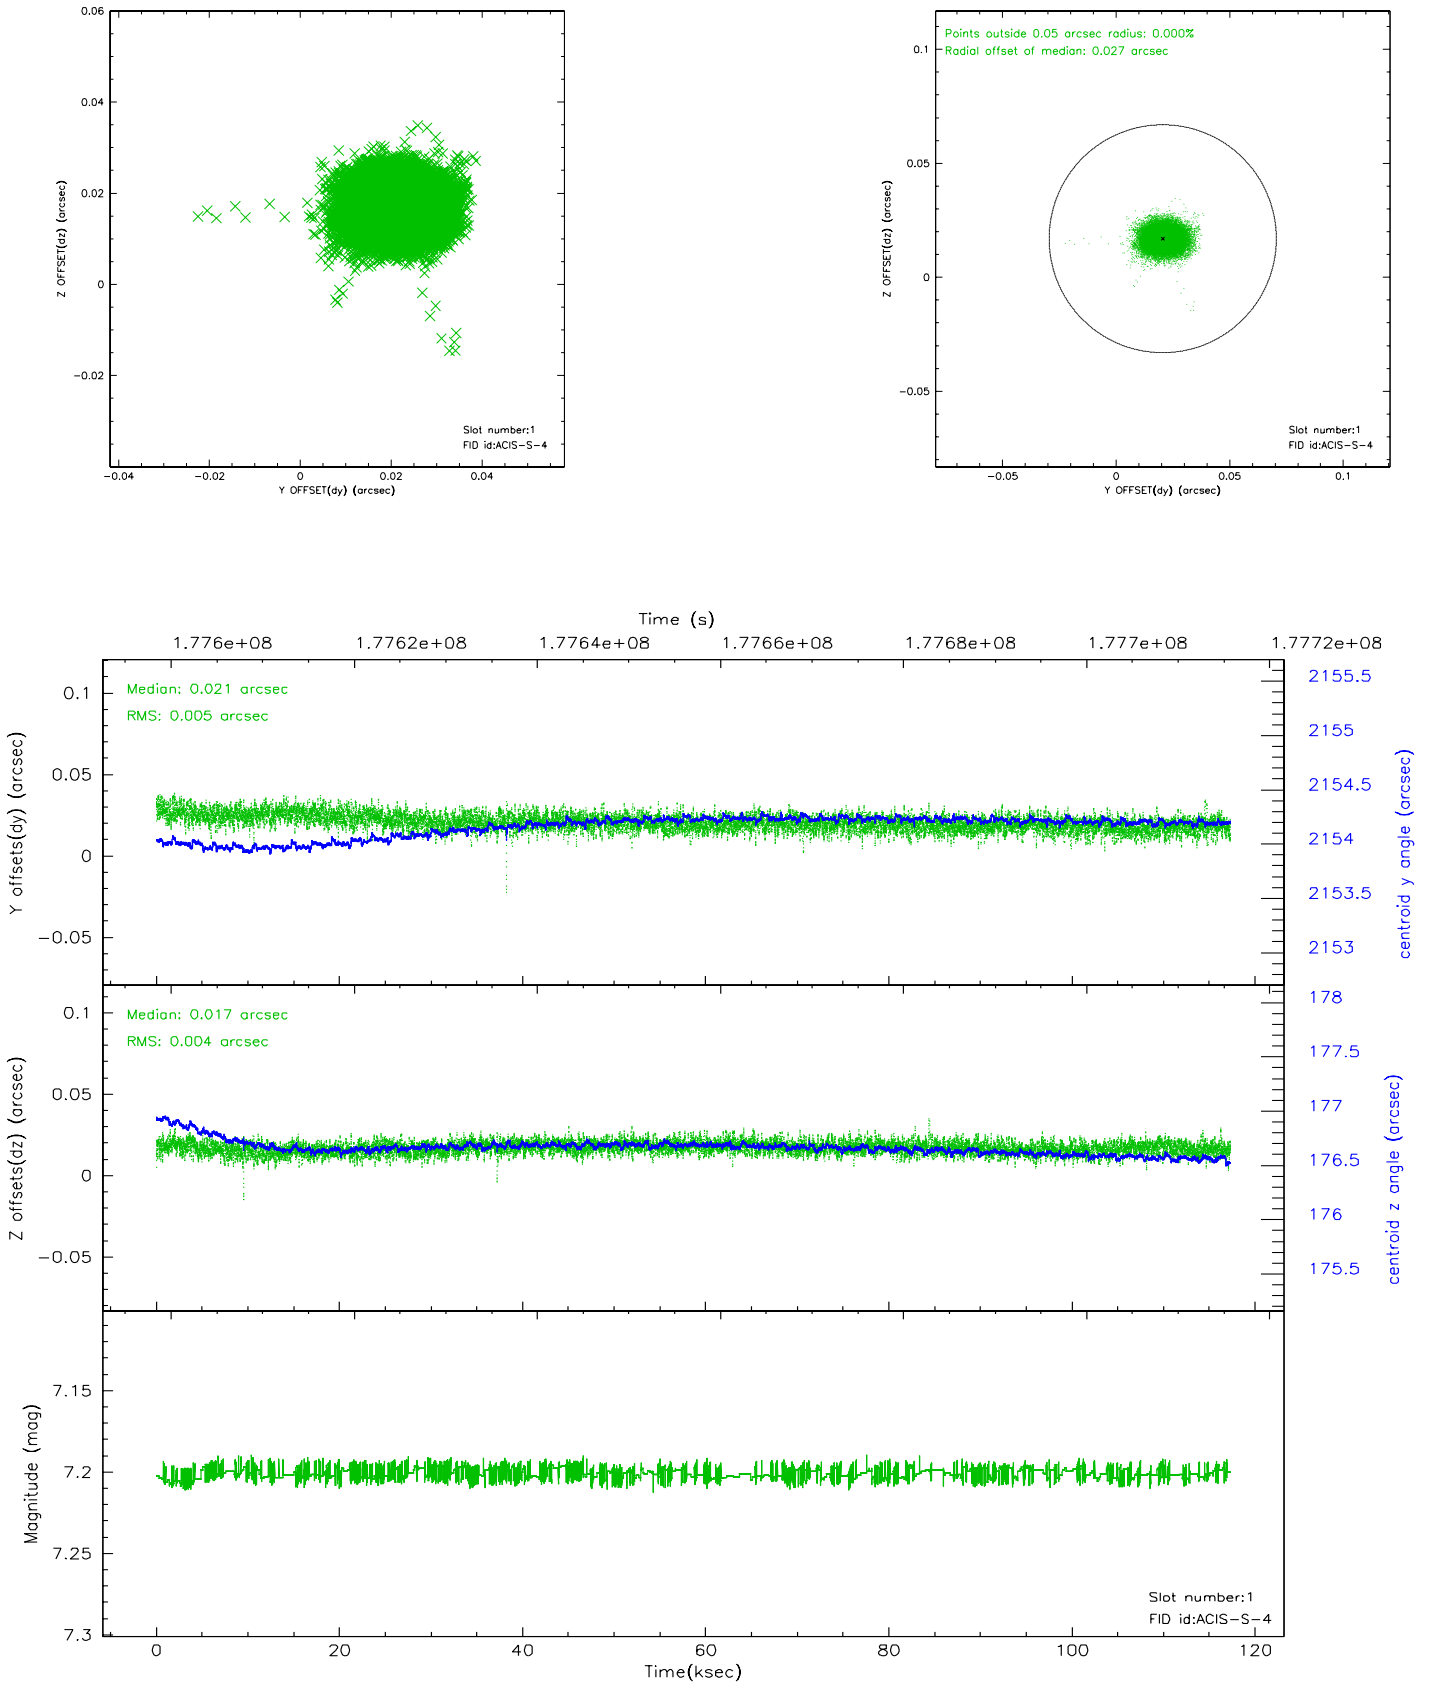 0.06
0.04
0.02
0
−0.02
Z OFFSET(dz) (arcsec)
−0.04
−0.02
0
0.02
0.04
Y OFFSET(dy) (arcsec)
Slot number:1
FID id:ACIS−S−4
Points outside 0.05 arcsec radius: 0.000%
Radial offset of median: 0.027 arcsec
0.1
0.05
0
−0.05
Z OFFSET(dz) (arcsec)
−0.05
0
0.05
0.1
Y OFFSET(dy) (arcsec)
Slot number:1
FID id:ACIS−S−4
Time (s)
1.776e+08
1.7762e+08
1.7764e+08
1.7766e+08
1.7768e+08
1.777e+08
1.7772e+08
Median: 0.021 arcsec
RMS: 0.005 arcsec
0.1
0.05
0
−0.05
Y offsets(dy) (arcsec)
2155.5
2155
2154.5
2154
2153.5
2153
centroid y angle (arcsec)
Median: 0.017 arcsec
RMS: 0.004 arcsec
0.1
0.05
0
−0.05
Z offsets(dz) (arcsec)
178
177.5
177
176.5
176
175.5
centroid z angle (arcsec)
7.15
7.2
7.25
7.3
Magnitude (mag)
Slot number:1
FID id:ACIS−S−4
0
20
40
60
80
100
120
Time(ksec)